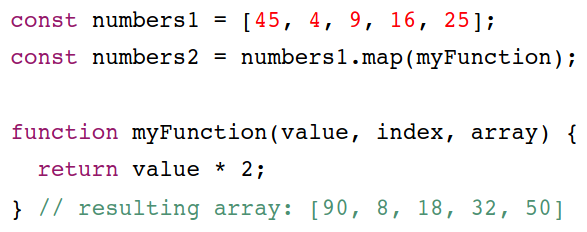 const numbers1 = [45, 4, 9, 16, 25];
const numbers2 = numbers1.map(myFunction);

function myFunction(value, index, array) {
  return value * 2;
} // resulting array: [90, 8, 18, 32, 50]